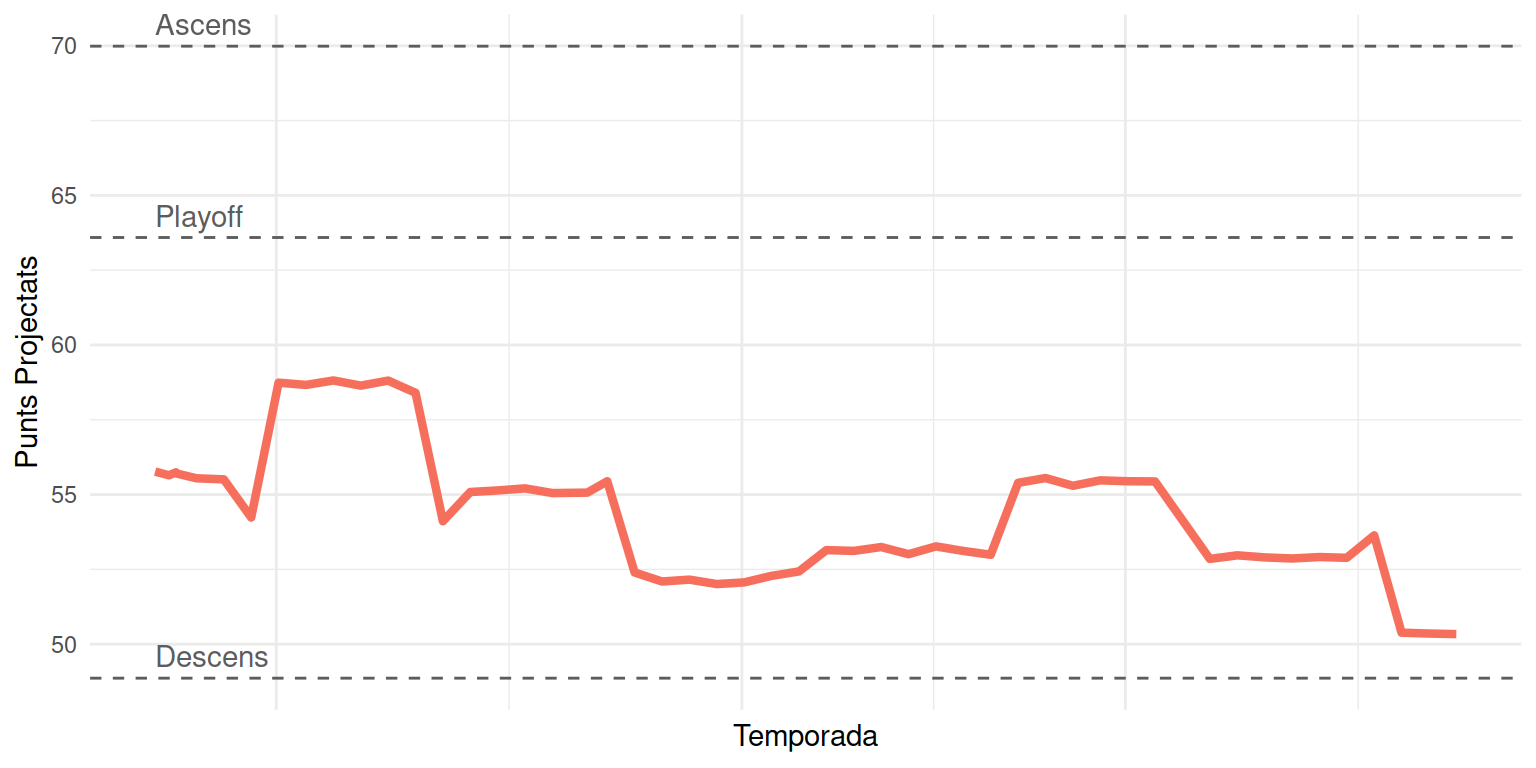 Ascens
70
65
Playoff
60
Punts Projectats
55
50
Descens
Temporada